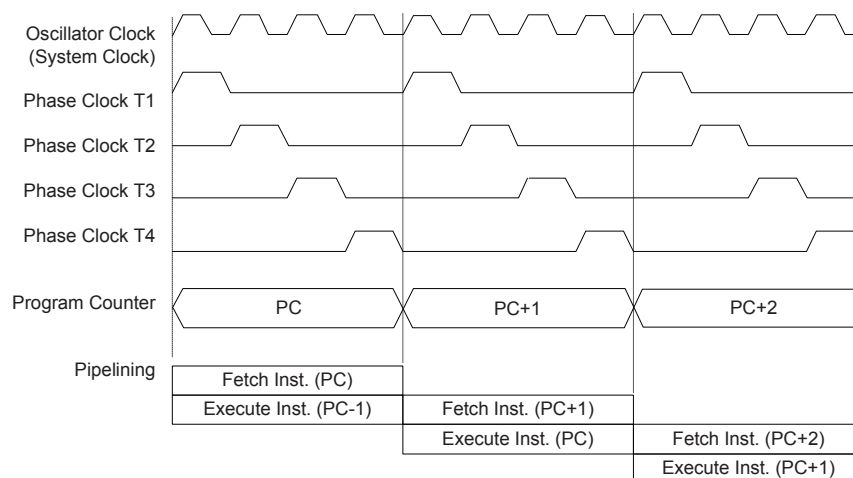 Oscillator Clock
(System Clock)
Phase Clock T1
Phase Clock T2
Phase Clock T3
Phase Clock T4
Program Counter
PC
PC+1
PC+2
Pipelining
Fetch Inst. (PC)
Execute Inst. (PC-1)
Fetch Inst. (PC+1)
Execute Inst. (PC)
Fetch Inst. (PC+2)
Execute Inst. (PC+1)